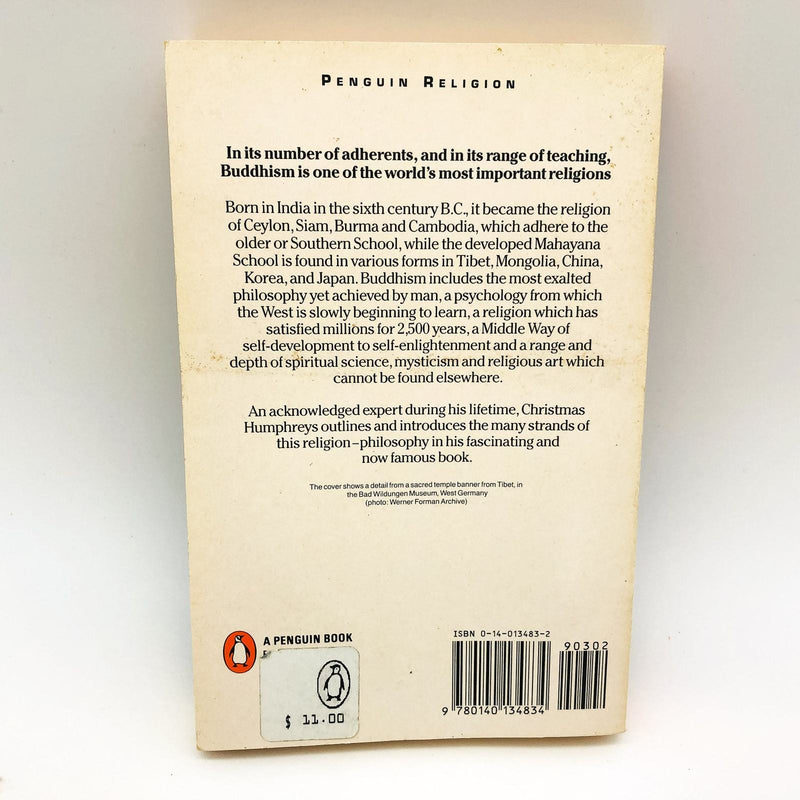 PENGUIN RELIGION
In its number of adherents, and in its range of teaching,
Buddhism is one of the world's most important religions
Born in India in the sixth century B.C., it became the religion
of Ceylon, Siam, Burma and Cambodia, which adhere to the
older or Southern School, while the developed Mahayana
School is found in various forms in Tibet, Mongolia, China,
Korea, and Japan. Buddhism includes the most exalted
philosophy yet achieved by man, a psychology from which
the West is slowly beginning to learn, a religion which has
satisfied millions for 2,500 years, a Middle Way of
self-development to self-enlightenment and a range and
depth of spiritual science, mysticism and religious art which
cannot be found elsewhere.
An acknowledged expert during his lifetime, Christmas
Humphreys outlines and introduces the many strands of
this religion–philosophy in his fascinating and
now famous book.
The cover shows a detail from a sacred temple banner from Tibet, in
the Bad Wildungen Museum, West Germany
(photo: Werner Forman Archive)
A PENGUIN BOOK
$ 11.00
ISBN 0-14-013483-2
90302
9 780140 134834